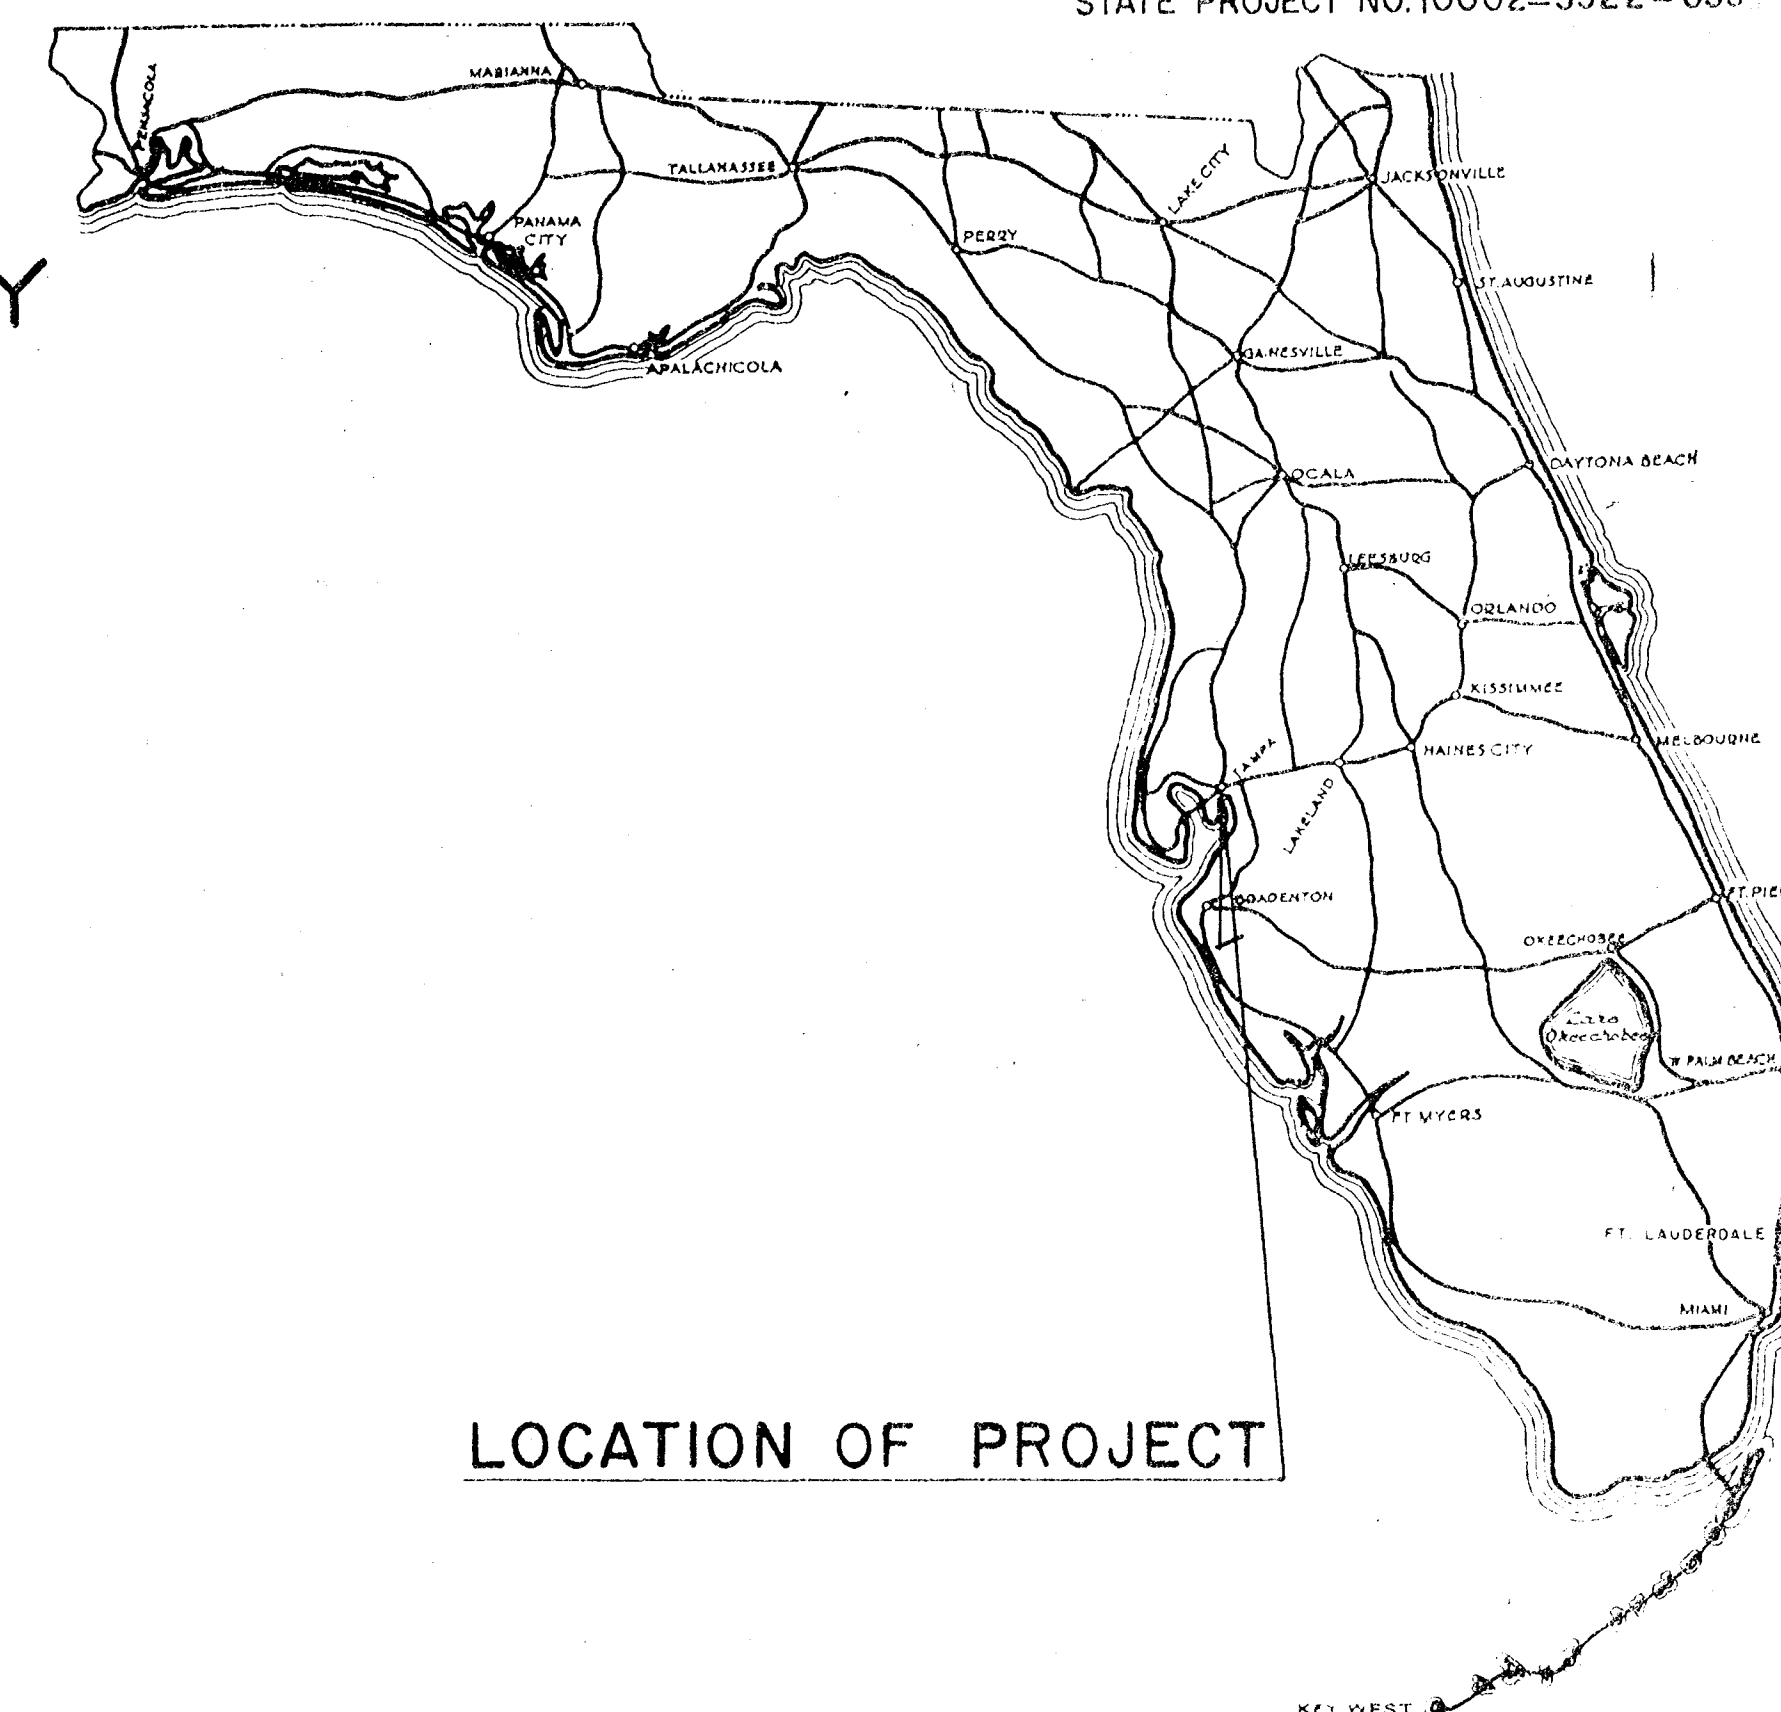 STATE PROJECT NO.
Y
PENSACOLA
MARIANNA
TALLAHASSEE
LAKE CITY
JACKSONVILLE
PANAMA
CITY
PERRY
ST. AUGUSTINE
GAINESVILLE
APALACHICOLA
DAYTONA BEACH
OCALA
LEESBURG
ORLANDO
KISSIMMEE
TAMPA
HAINES CITY
MELBOURNE
LAKELAND
BRADENTON
FT. PIE
OKEECHOBEE
Lake
Okeechobee
W PALM BEACH
FT MYERS
FT. LAUDERDALE
MIAMI
LOCATION OF PROJECT
KEY WEST